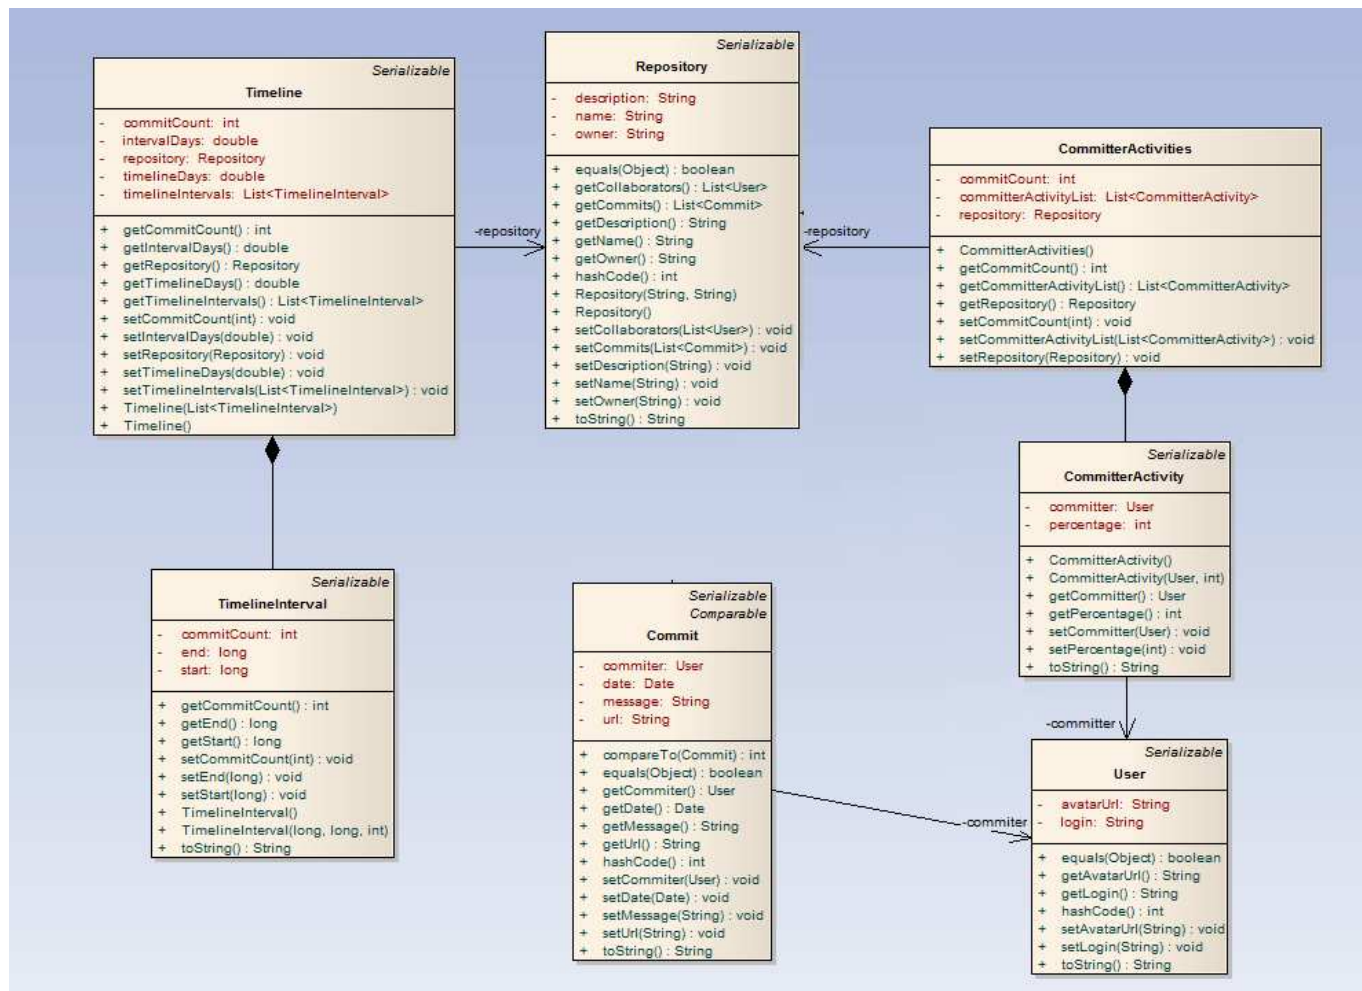 Serializable
Timeline
- commitCount: int
- intervalDays: double
- repository: Repository
- timelineDays: double
- timelineIntervals: List<TimelineInterval>
+ getCommitCount() : int
+ getIntervalDays() : double
+ getRepository() : Repository
+ getTimelineDays() : double
+ getTimelineIntervals() : List<TimelineInterval>
+ setCommitCount(int) : void
+ setIntervalDays(double) : void
+ setRepository(Repository) : void
+ setTimelineDays(double) : void
+ setTimelineIntervals(List<TimelineInterval>) : void
+ Timeline(List<TimelineInterval>)
+ Timeline()
-repository
Serializable
Repository
- description: String
- name: String
- owner: String
+ equals(Object) : boolean
+ getCollaborators() : List<User>
+ getCommits() : List<Commit>
+ getDescription() : String
+ getName() : String
+ getOwner() : String
+ hashCode() : int
+ Repository(String, String)
+ Repository()
+ setCollaborators(List<User>) : void
+ setCommits(List<Commit>) : void
+ setDescription(String) : void
+ setName(String) : void
+ setOwner(String) : void
+ toString() : String
-repository
CommitterActivities
- commitCount: int
- committerActivityList: List<CommitterActivity>
- repository: Repository
+ CommitterActivities()
+ getCommitCount() : int
+ getCommitterActivityList() : List<CommitterActivity>
+ getRepository() : Repository
+ setCommitCount(int) : void
+ setCommitterActivityList(List<CommitterActivity>) : void
+ setRepository(Repository) : void
Serializable
CommitterActivity
- committer: User
- percentage: int
+ CommitterActivity()
+ CommitterActivity(User, int)
+ getCommitter() : User
+ getPercentage() : int
+ setCommitter(User) : void
+ setPercentage(int) : void
+ toString() : String
-committer
Serializable
TimelineInterval
- commitCount: int
- end: long
- start: long
+ getCommitCount() : int
+ getEnd() : long
+ getStart() : long
+ setCommitCount(int) : void
+ setEnd(long) : void
+ setStart(long) : void
+ TimelineInterval()
+ TimelineInterval(long, long, int)
+ toString() : String
Serializable
Comparable
Commit
- commiter: User
- date: Date
- message: String
- url: String
+ compareTo(Commit) : int
+ equals(Object) : boolean
+ getCommiter() : User
+ getDate() : Date
+ getMessage() : String
+ getUrl() : String
+ hashCode() : int
+ setCommiter(User) : void
+ setDate(Date) : void
+ setMessage(String) : void
+ setUrl(String) : void
+ toString() : String
-commiter
Serializable
User
- avatarUrl: String
- login: String
+ equals(Object) : boolean
+ getAvatarUrl() : String
+ getLogin() : String
+ hashCode() : int
+ setAvatarUrl(String) : void
+ setLogin(String) : void
+ toString() : String